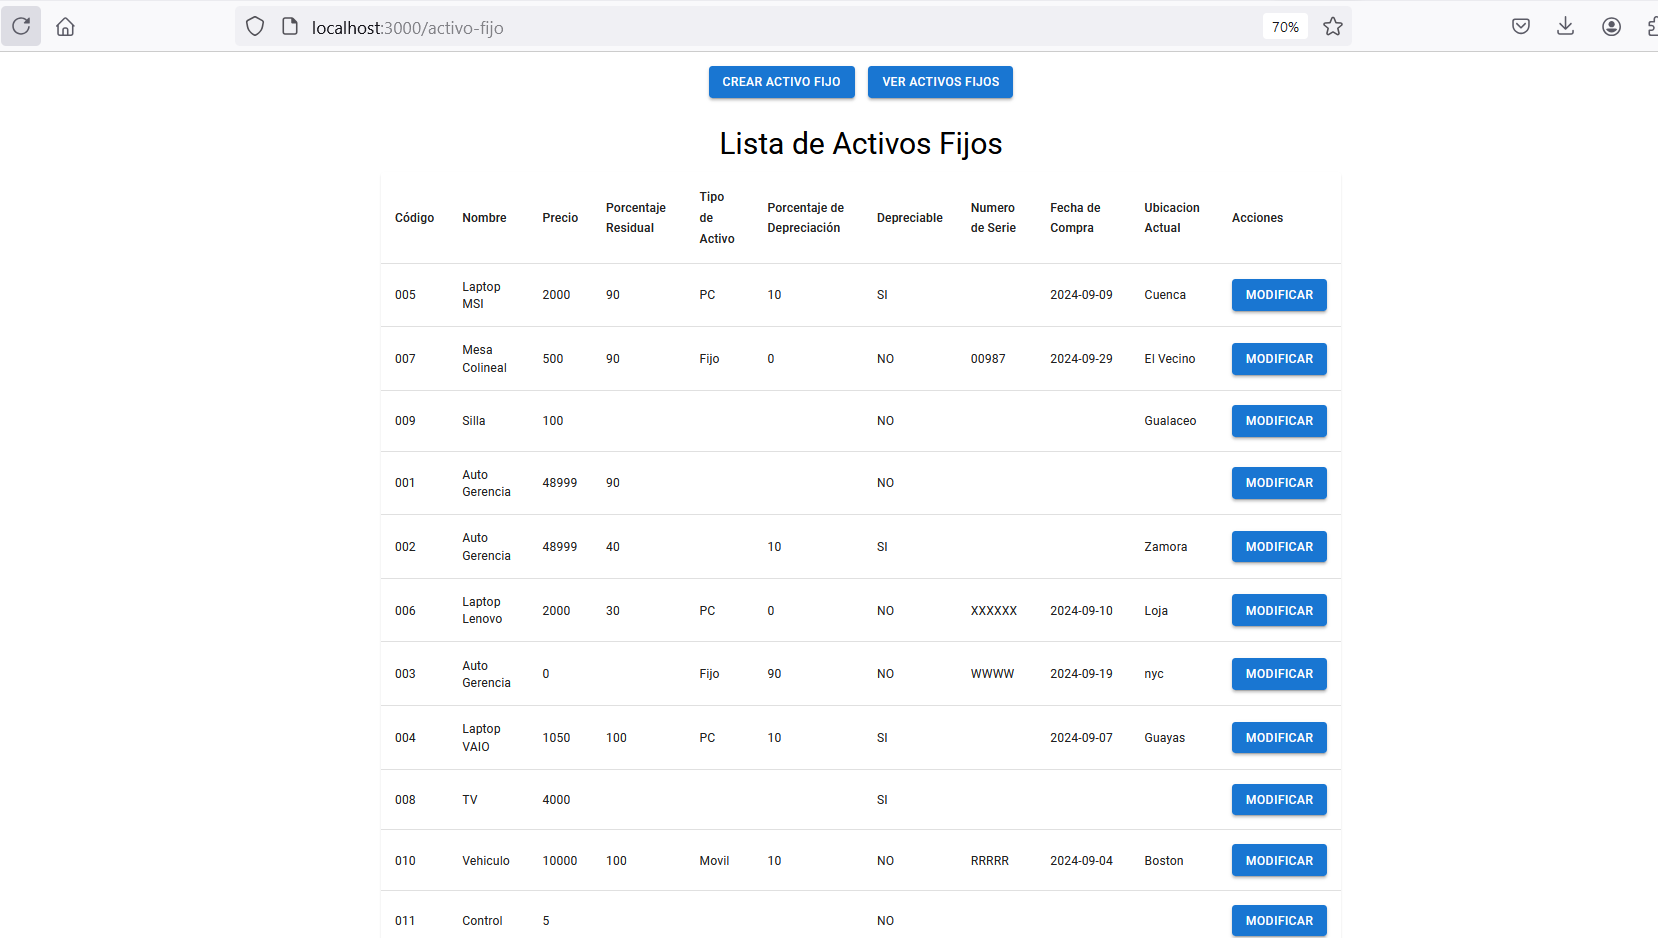 localhost:3000/activo-fijo 70%
CREAR ACTIVO FIJO VER ACTIVOS FIJOS
Lista de Activos Fijos
Código Nombre Precio Porcentaje Residual Tipo de Activo Porcentaje de Depreciación Depreciable Numero de Serie Fecha de Compra Ubicacion Actual Acciones
005 Laptop MSI 2000 90 PC 10 SI 2024-09-09 Cuenca MODIFICAR
007 Mesa Colineal 500 90 Fijo 0 NO 00987 2024-09-29 El Vecino MODIFICAR
009 Silla 100 NO Gualaceo MODIFICAR
001 Auto Gerencia 48999 90 NO MODIFICAR
002 Auto Gerencia 48999 40 10 SI Zamora MODIFICAR
006 Laptop Lenovo 2000 30 PC 0 NO XXXXXX 2024-09-10 Loja MODIFICAR
003 Auto Gerencia 0 Fijo 90 NO WWWW 2024-09-19 nyc MODIFICAR
004 Laptop VAIO 1050 100 PC 10 SI 2024-09-07 Guayas MODIFICAR
008 TV 4000 SI MODIFICAR
010 Vehiculo 10000 100 Movil 10 NO RRRRR 2024-09-04 Boston MODIFICAR
011 Control 5 NO MODIFICAR